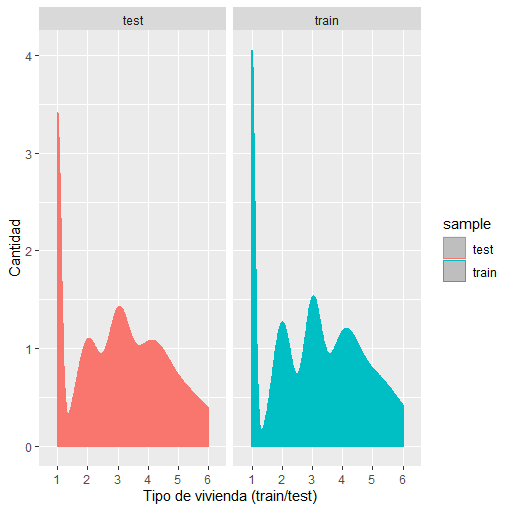 test
train
4
3
2
1
0
Cantidad
1 2 3 4 5 6
1 2 3 4 5 6
Tipo de vivienda (train/test)
sample
test
train